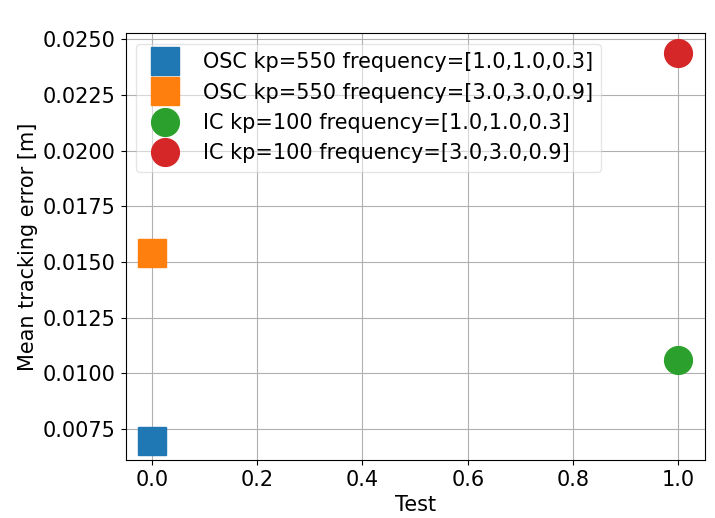 0.0250
0.0225
0.0200
0.0175
0.0150
0.0125
0.0100
0.0075
Mean tracking error [m]
OSC kp=550 frequency=[1.0,1.0,0.3]
OSC kp=550 frequency=[3.0,3.0,0.9]
IC kp=100 frequency=[1.0,1.0,0.3]
IC kp=100 frequency=[3.0,3.0,0.9]
0.0 0.2 0.4 0.6 0.8 1.0
Test